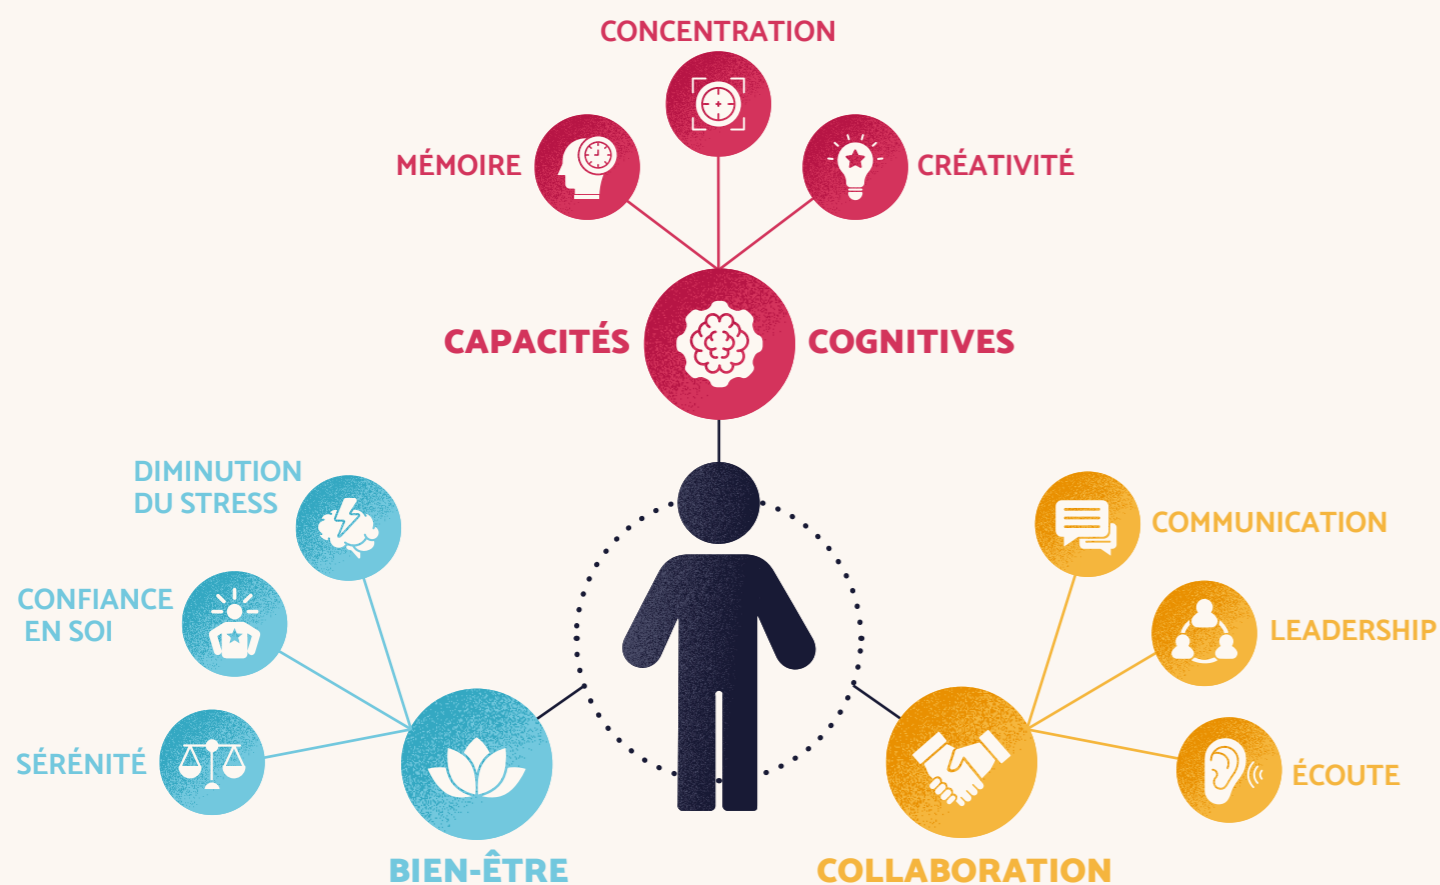 CONCENTRATION
MÉMOIRE
CRÉATIVITÉ
CAPACITÉS COGNITIVES
DIMINUTION
DU STRESS
CONFIANCE
EN SOI
SÉRÉNITÉ
BIEN-ÊTRE
COMMUNICATION
LEADERSHIP
ÉCOUTE
COLLABORATION